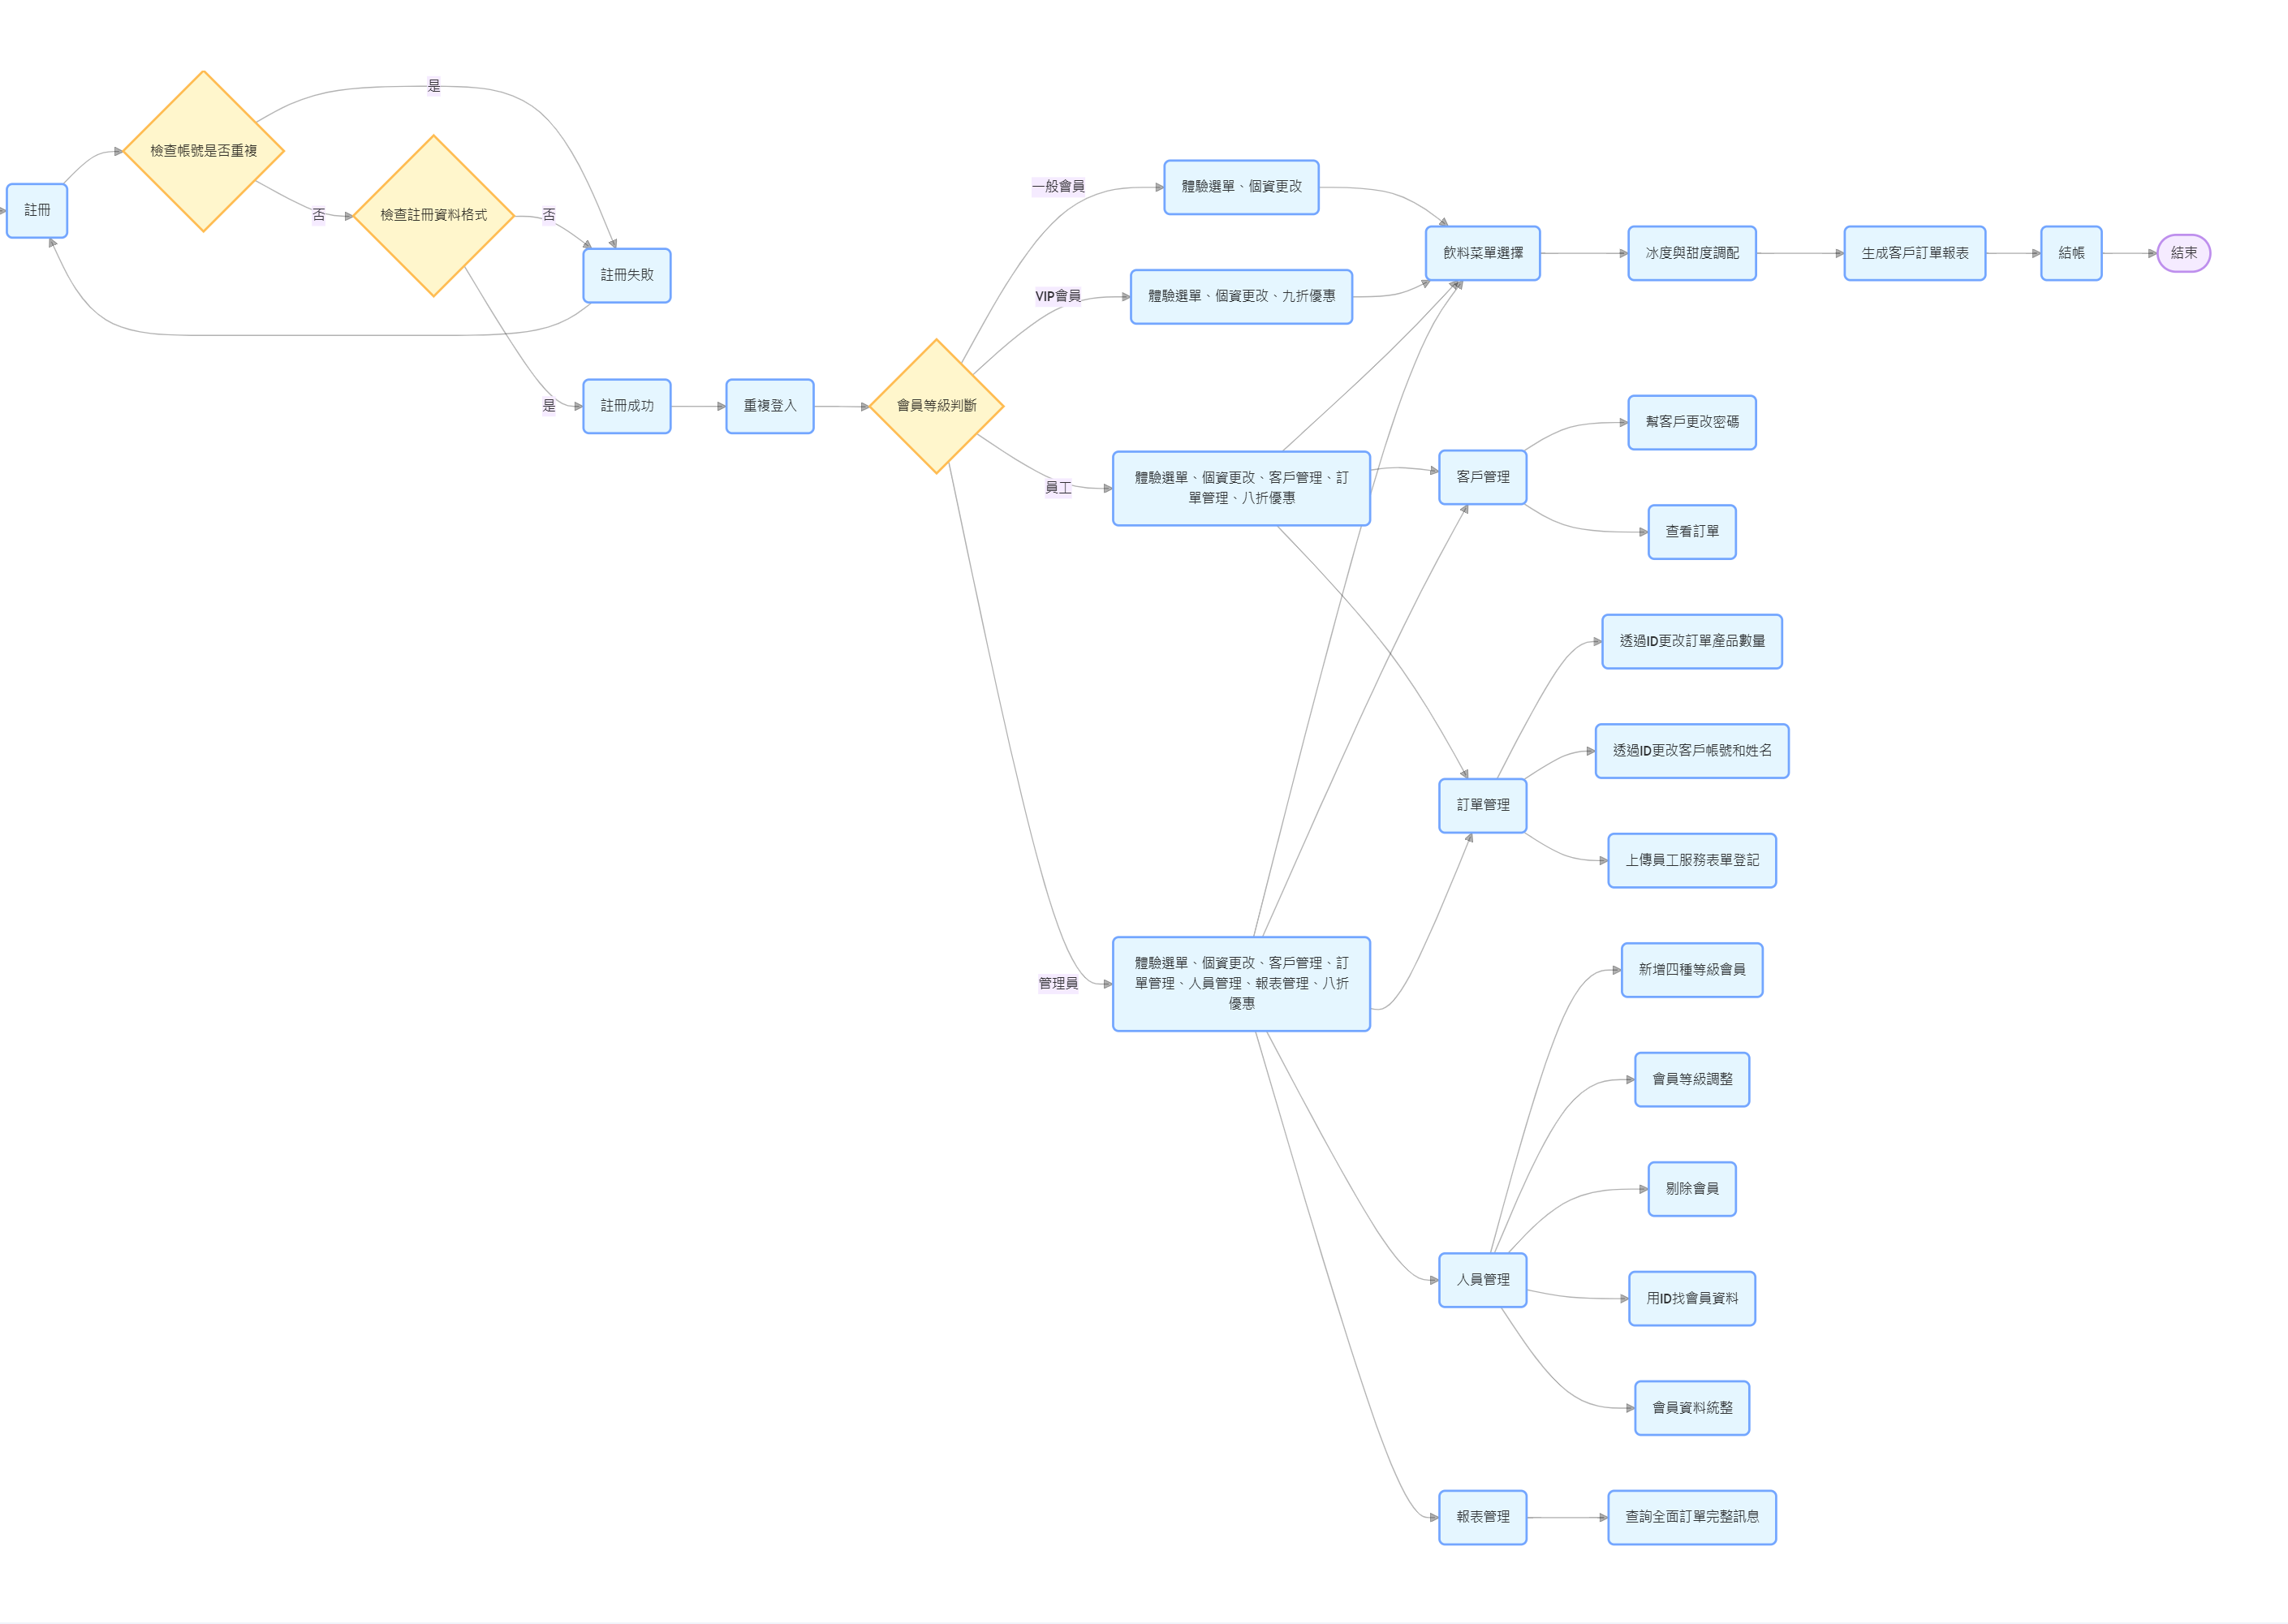 是
檢查帳號是否重複
註冊
否
檢查註冊資料格式
否
註冊失敗
是
註冊成功
重複登入
會員等級判斷
一般會員
體驗選單、個資更改
VIP會員
體驗選單、個資更改、九折優惠
飲料菜單選擇
冰度與甜度調配
生成客戶訂單報表
結帳
結束
員工
體驗選單、個資更改、客戶管理、訂
單管理、八折優惠
客戶管理
幫客戶更改密碼
查看訂單
透過ID更改訂單產品數量
透過ID更改客戶帳號和姓名
訂單管理
上傳員工服務表單登記
管理員
體驗選單、個資更改、客戶管理、訂
單管理、人員管理、報表管理、八折
優惠
新增四種等級會員
會員等級調整
剔除會員
人員管理
用ID找會員資料
會員資料統整
報表管理
查詢全面訂單完整訊息